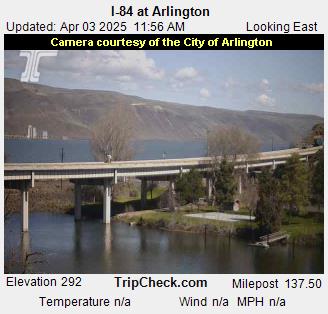 I-84 at Arlington
Updated: Apr 03 2025 11:56 AM Looking East
Camera courtesy of the City of Arlington
Elevation 292 TripCheck.com Milepost 137.50
Temperature n/a Wind n/a MPH n/a